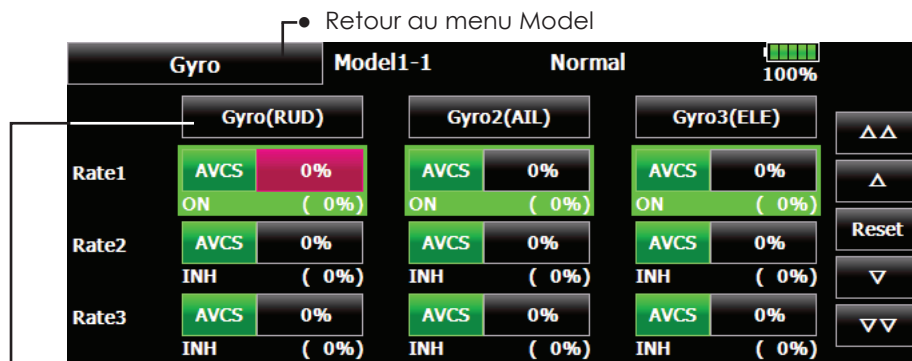 Retour au menu Model
Gyro Model1-1 Normal 100%
Gyro(RUD) Gyro2(AIL) Gyro3(ELE)
Rate1 AVCS 0% AVCS 0% AVCS 0%
ON ( 0%) ON ( 0%) ON ( 0%)
Reset
Rate2 AVCS 0% AVCS 0% AVCS 0%
INH ( 0%) INH ( 0%) INH ( 0%)
Rate3 AVCS 0% AVCS 0% AVCS 0%
INH ( 0%) INH ( 0%) INH ( 0%)